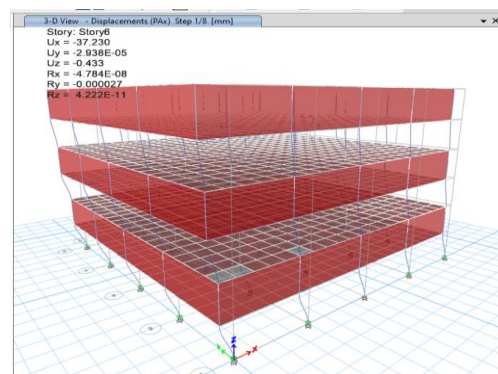 3-D View - Displacements (PAx) Step 1/8 [mm]
Story: Story6
Ux = -37.230
Uy = -2.938E-05
Uz = -0.433
Rx = -4.784E-08
Ry = -0.000027
Rz = 4.222E-11